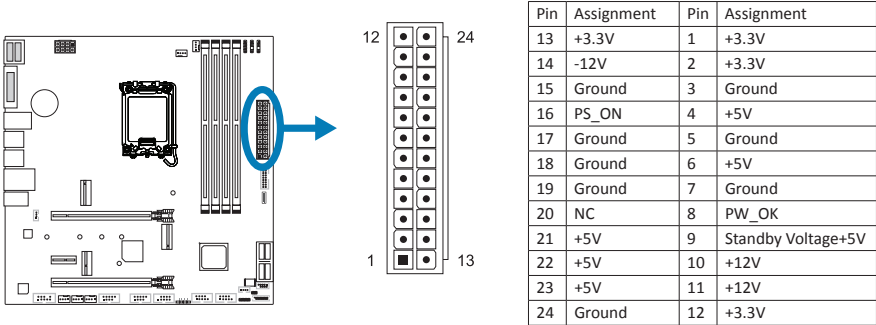 12 24
1 13
Pin Assignment Pin Assignment
13 +3.3V 1 +3.3V
14 -12V 2 +3.3V
15 Ground 3 Ground
16 PS_ON 4 +5V
17 Ground 5 Ground
18 Ground 6 +5V
19 Ground 7 Ground
20 NC 8 PW_OK
21 +5V 9 Standby Voltage+5V
22 +5V 10 +12V
23 +5V 11 +12V
24 Ground 12 +3.3V